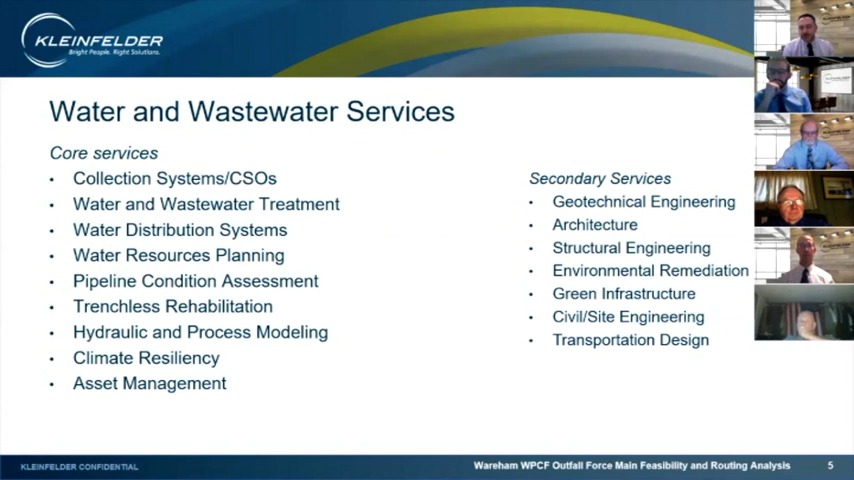 KLEINFELDER
Bright People. Right Solutions.
Water and Wastewater Services
Core services
• Collection Systems/CSOs
• Water and Wastewater Treatment
• Water Distribution Systems
• Water Resources Planning
• Pipeline Condition Assessment
• Trenchless Rehabilitation
• Hydraulic and Process Modeling
• Climate Resiliency
• Asset Management
Secondary Services
• Geotechnical Engineering
• Architecture
• Structural Engineering
• Environmental Remediation
• Green Infrastructure
• Civil/Site Engineering
• Transportation Design
KLEINFELDER CONFIDENTIAL
Wareham WPCF Outfall Force Main Feasibility and Routing Analysis
5